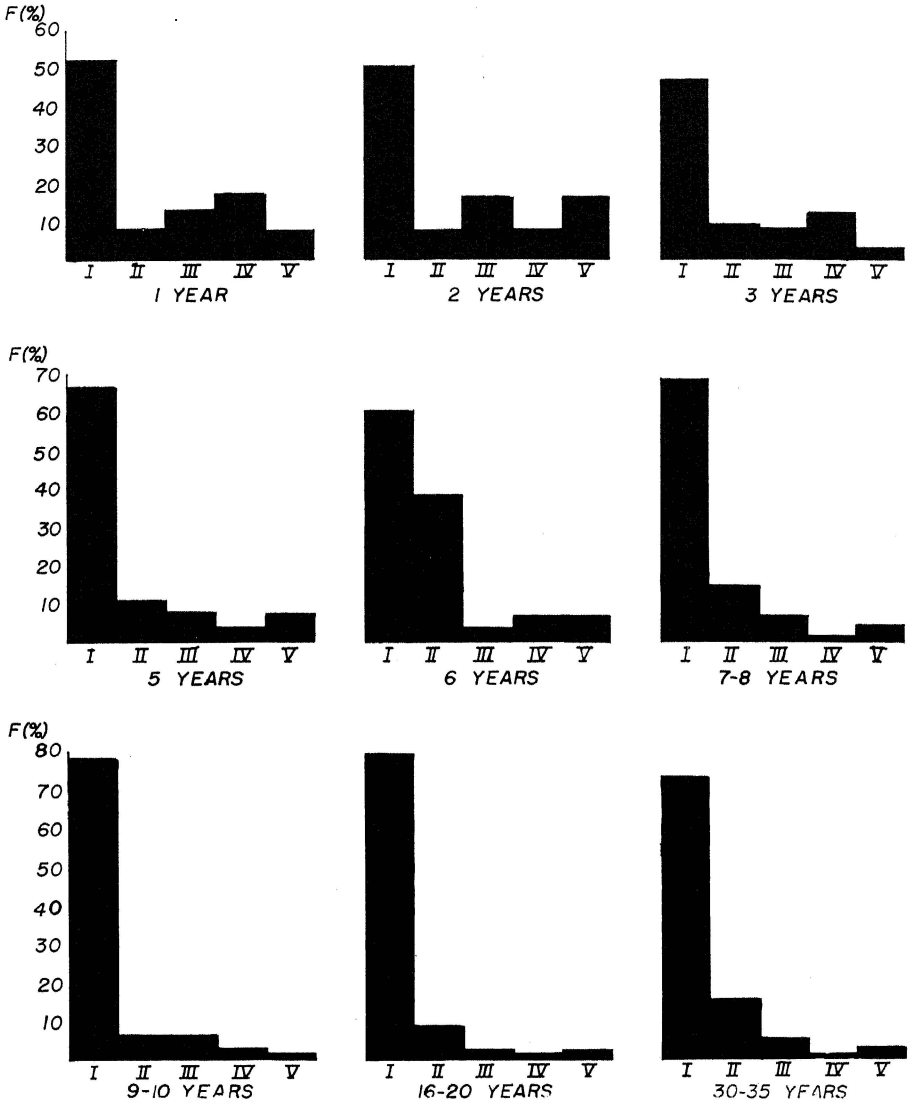 F(%)
60
50
40
30
20
10
I II III IV V
1 YEAR
I II III IV V
2 YEARS
I II III IV V
3 YEARS
F(%)
70
60
50
40
30
20
10
I II III IV V
5 YEARS
I II III IV V
6 YEARS
I II III IV V
7-8 YEARS
F(%)
80
70
60
50
40
30
20
10
I II III IV V
9-10 YEARS
I II III IV V
16-20 YEARS
I II III IV V
30-35 YEARS